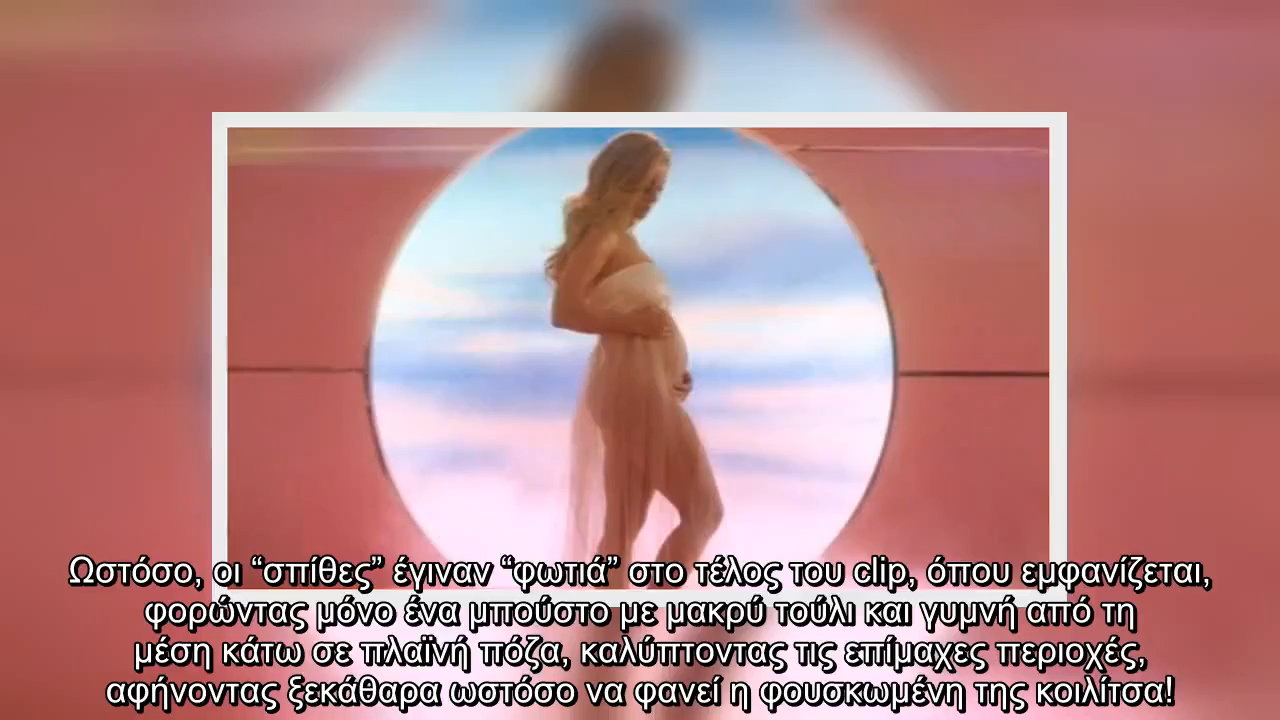 Ωστόσο, οι “σπίθες” έγιναν “φωτιά” στο τέλος του clip, όπου εμφανίζεται,
φορώντας μόνο ένα μπούστο με μακρύ τούλι και γυμνή από τη
μέση κάτω σε πλαϊνή πόζα, καλύπτοντας τις επίμαχες περιοχές,
αφήνοντας ξεκάθαρα ωστόσο να φανεί η φουσκωμένη της κοιλίτσα!